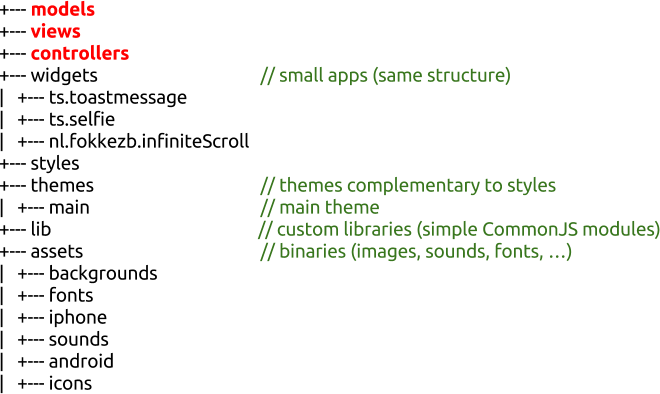 +--- models
+--- views
+--- controllers
+--- widgets // small apps (same structure)
| +--- ts.toastmessage
| +--- ts.selfie
| +--- nl.fokkezb.infiniteScroll
+--- styles
+--- themes // themes complementary to styles
| +--- main // main theme
+--- lib // custom libraries (simple CommonJS modules)
+--- assets // binaries (images, sounds, fonts, …)
| +--- backgrounds
| +--- fonts
| +--- iphone
| +--- sounds
| +--- android
| +--- icons